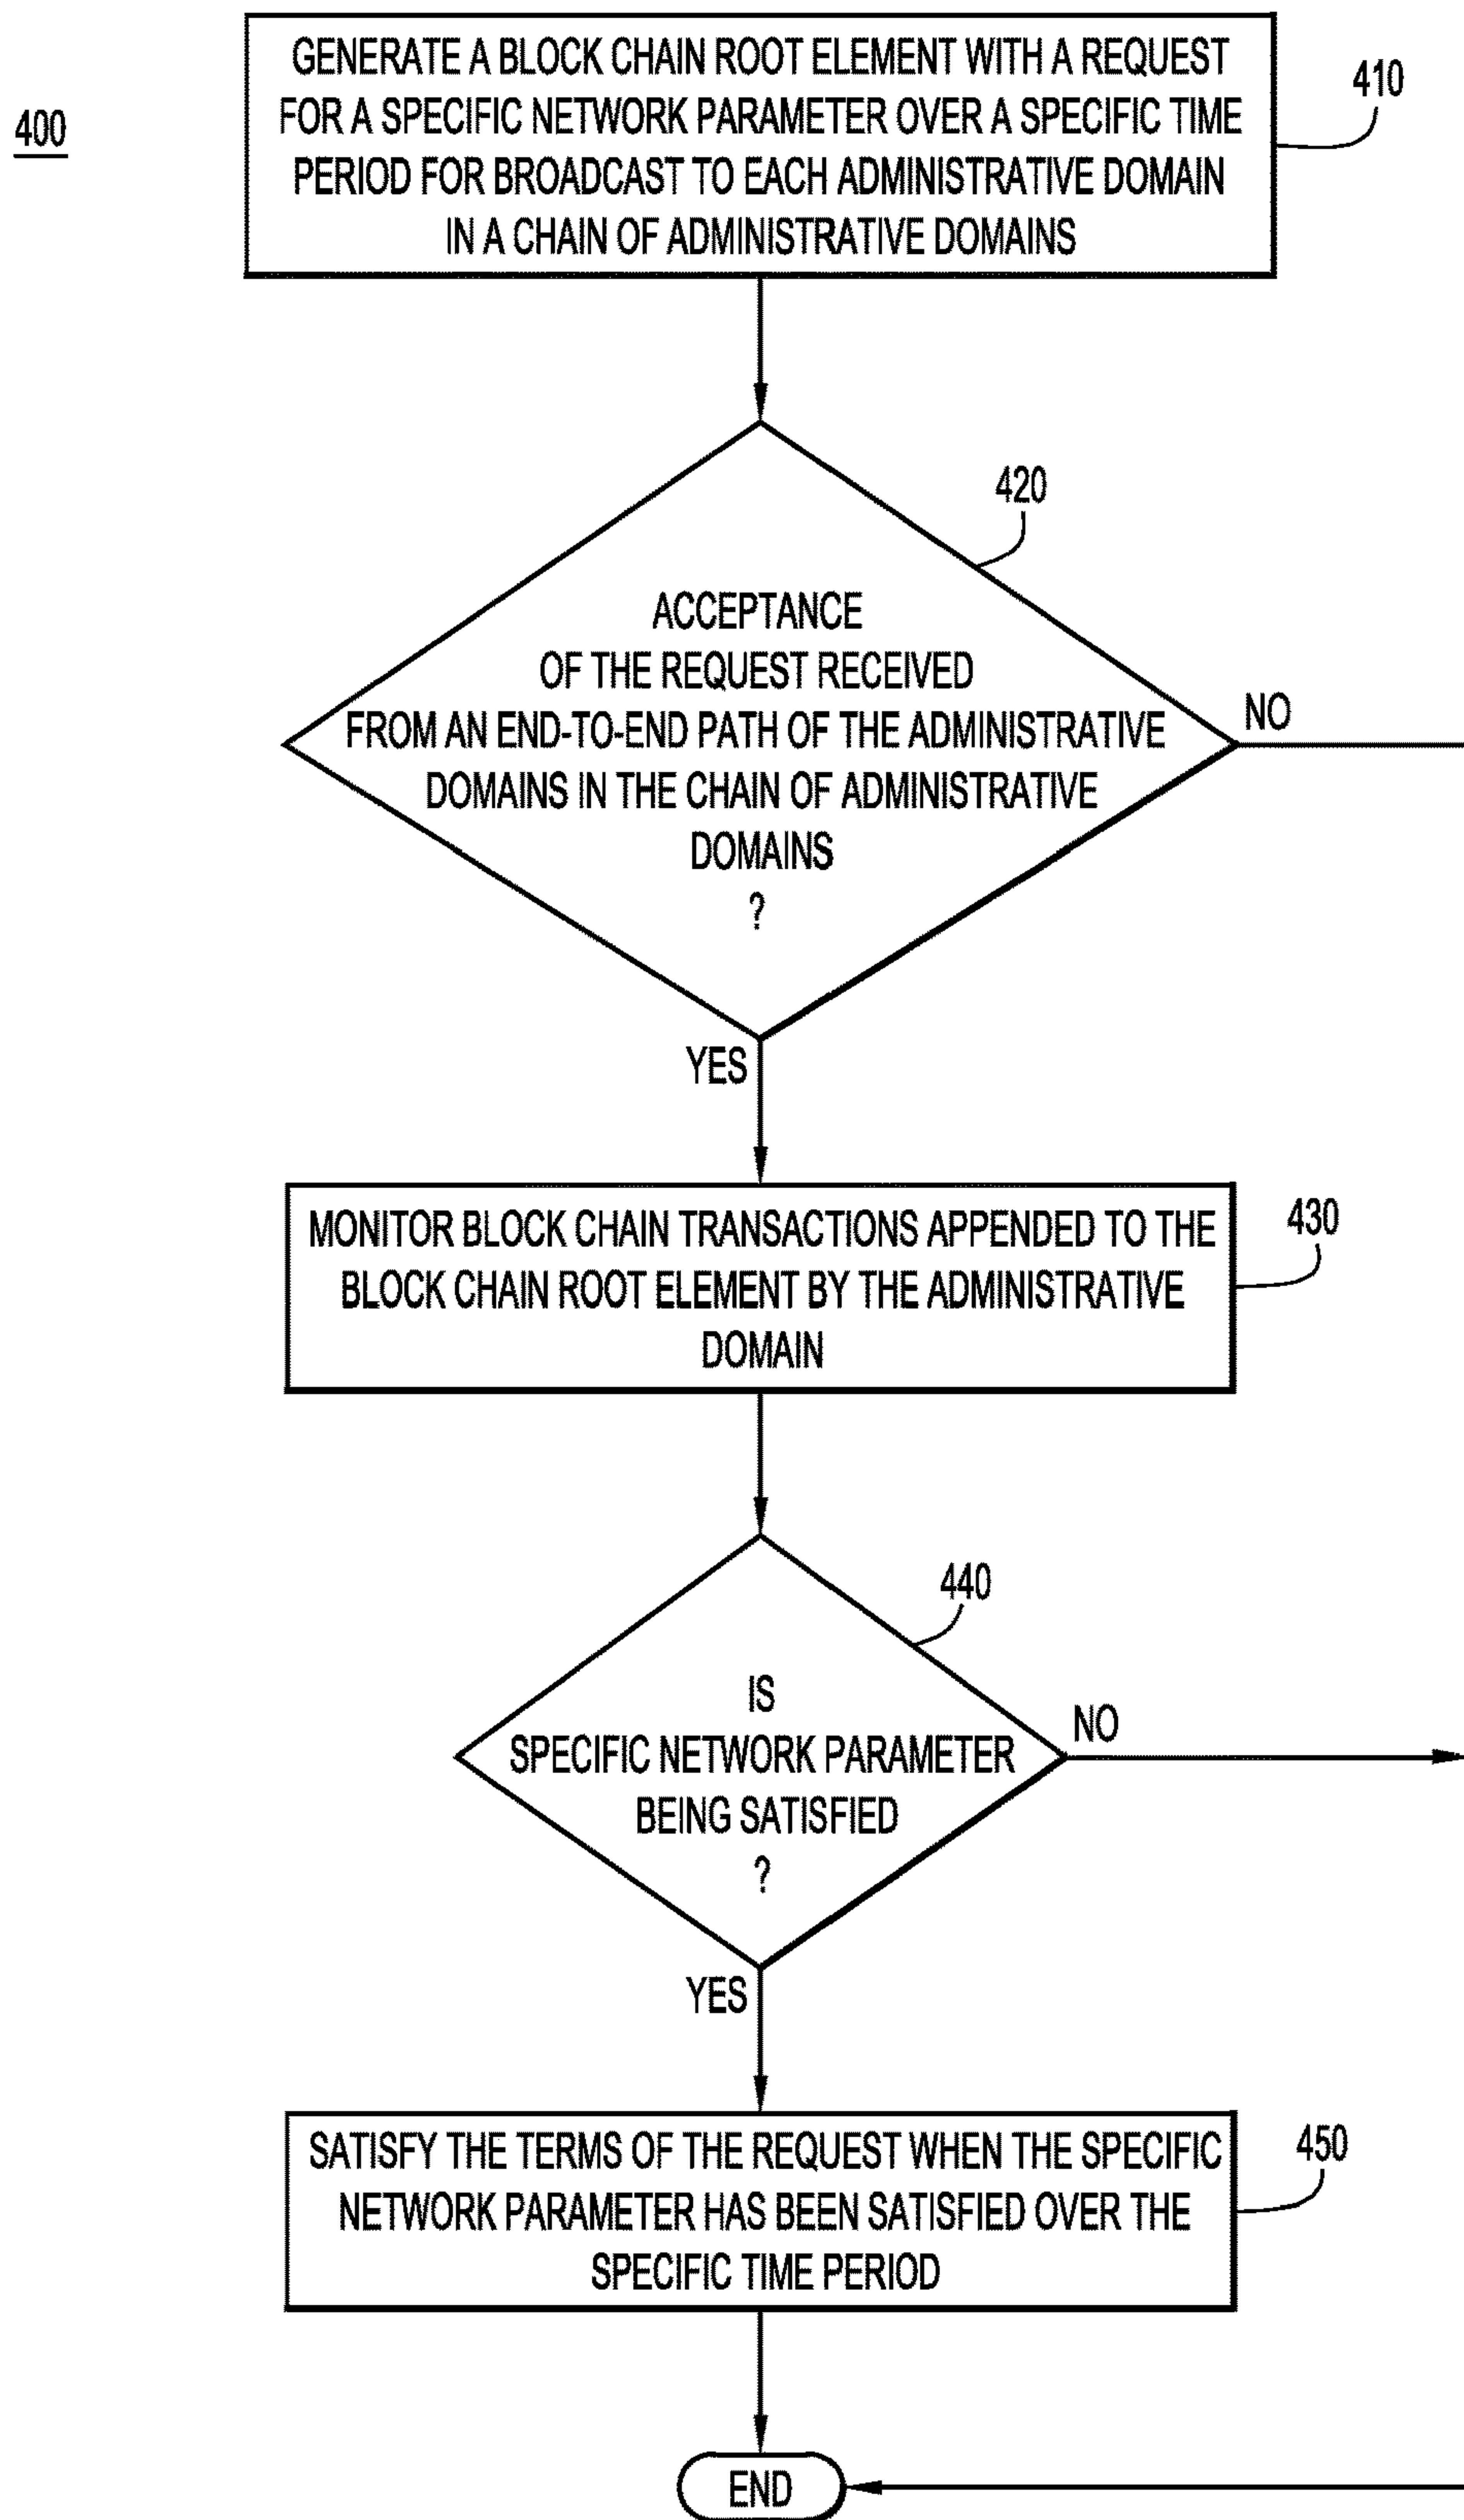 GENERATE A BLOCK CHAIN ROOT ELEMENT WITH A REQUEST
FOR A SPECIFIC NETWORK PARAMETER OVER A SPECIFIC TIME
PERIOD FOR BROADCAST TO EACH ADMINISTRATIVE DOMAIN
IN A CHAIN OF ADMINISTRATIVE DOMAINS
410
400
420
ACCEPTANCE
OF THE REQUEST RECEIVED
FROM AN END-TO-END PATH OF THE ADMINISTRATIVE
DOMAINS IN THE CHAIN OF ADMINISTRATIVE
DOMAINS
?
NO
YES
MONITOR BLOCK CHAIN TRANSACTIONS APPENDED TO THE
BLOCK CHAIN ROOT ELEMENT BY THE ADMINISTRATIVE
DOMAIN
430
440
IS
SPECIFIC NETWORK PARAMETER
BEING SATISFIED
?
NO
YES
SATISFY THE TERMS OF THE REQUEST WHEN THE SPECIFIC
NETWORK PARAMETER HAS BEEN SATISFIED OVER THE
SPECIFIC TIME PERIOD
450
END